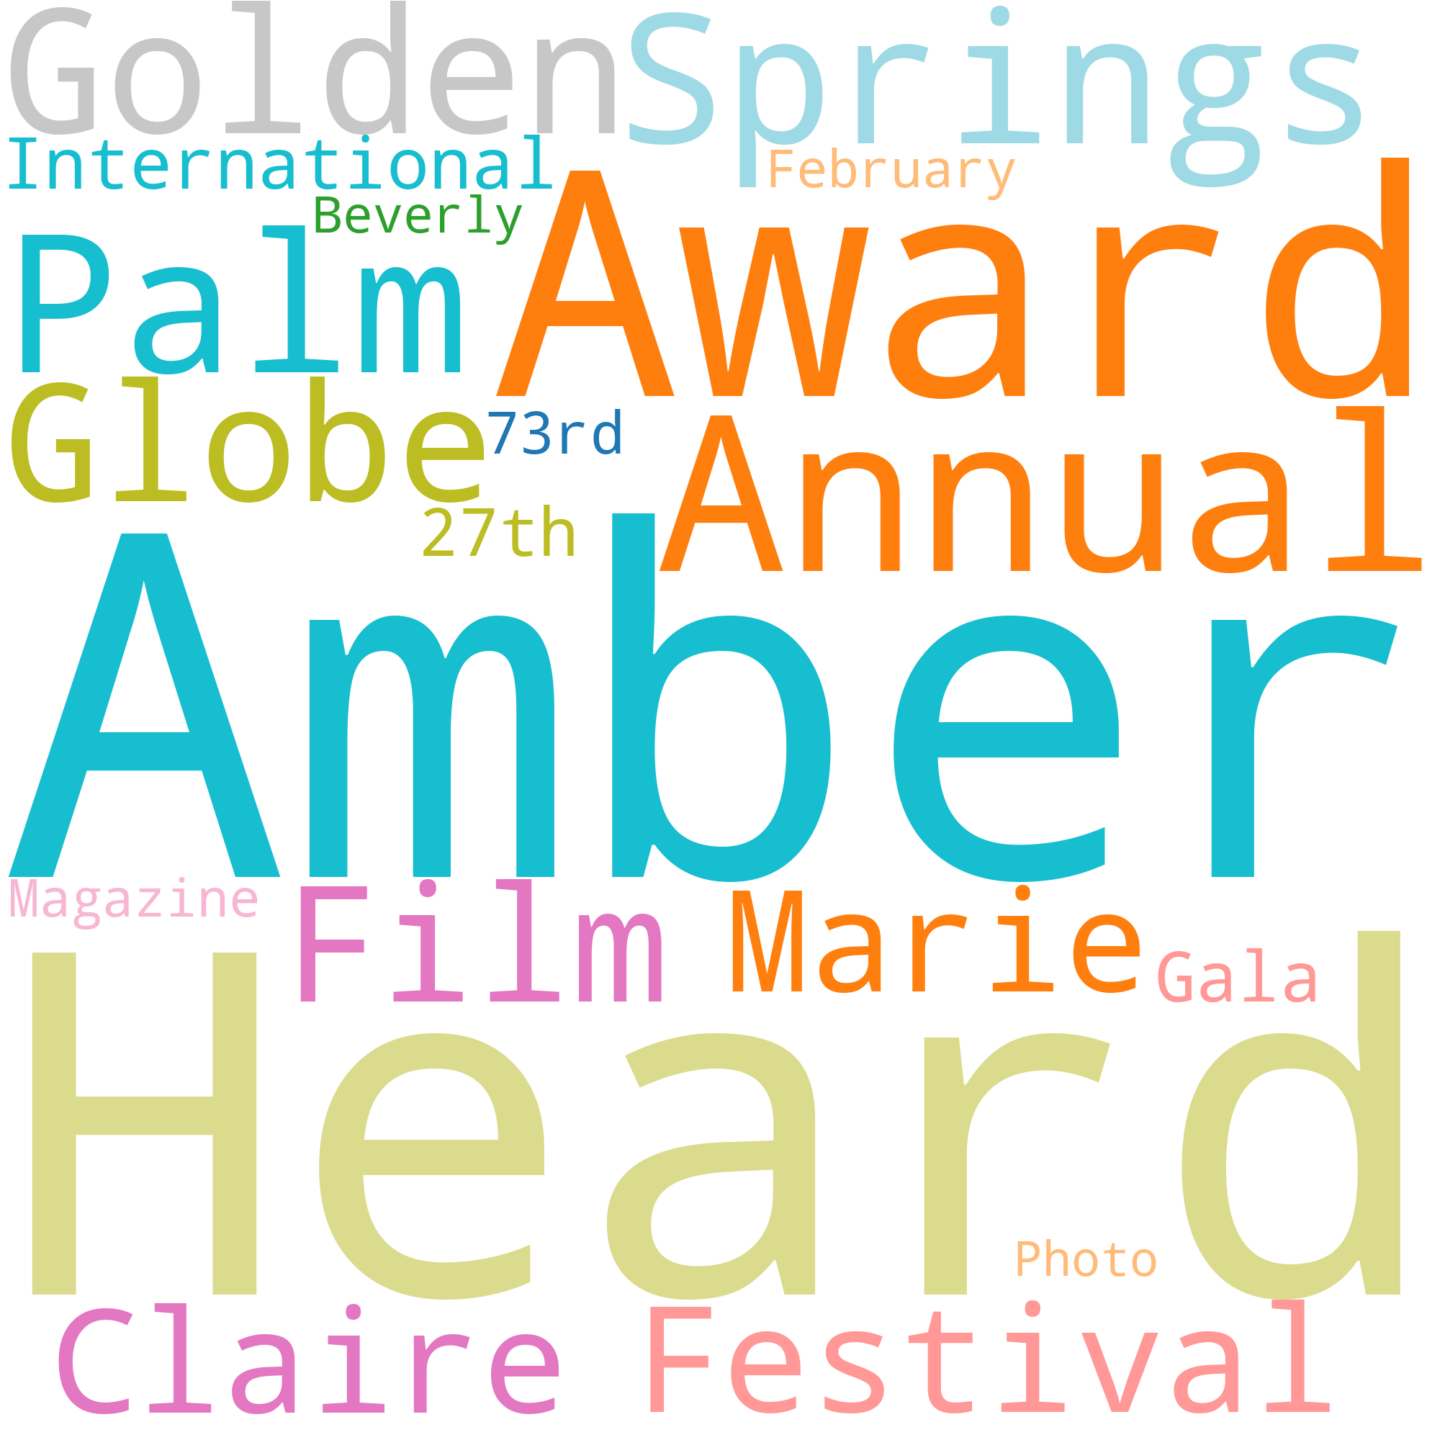 Golden Springs
International February
Beverly
Palm Award
Globe 73rd Annual
27th
Amber
Magazine Film Marie Gala
Heard
Photo
Claire Festival